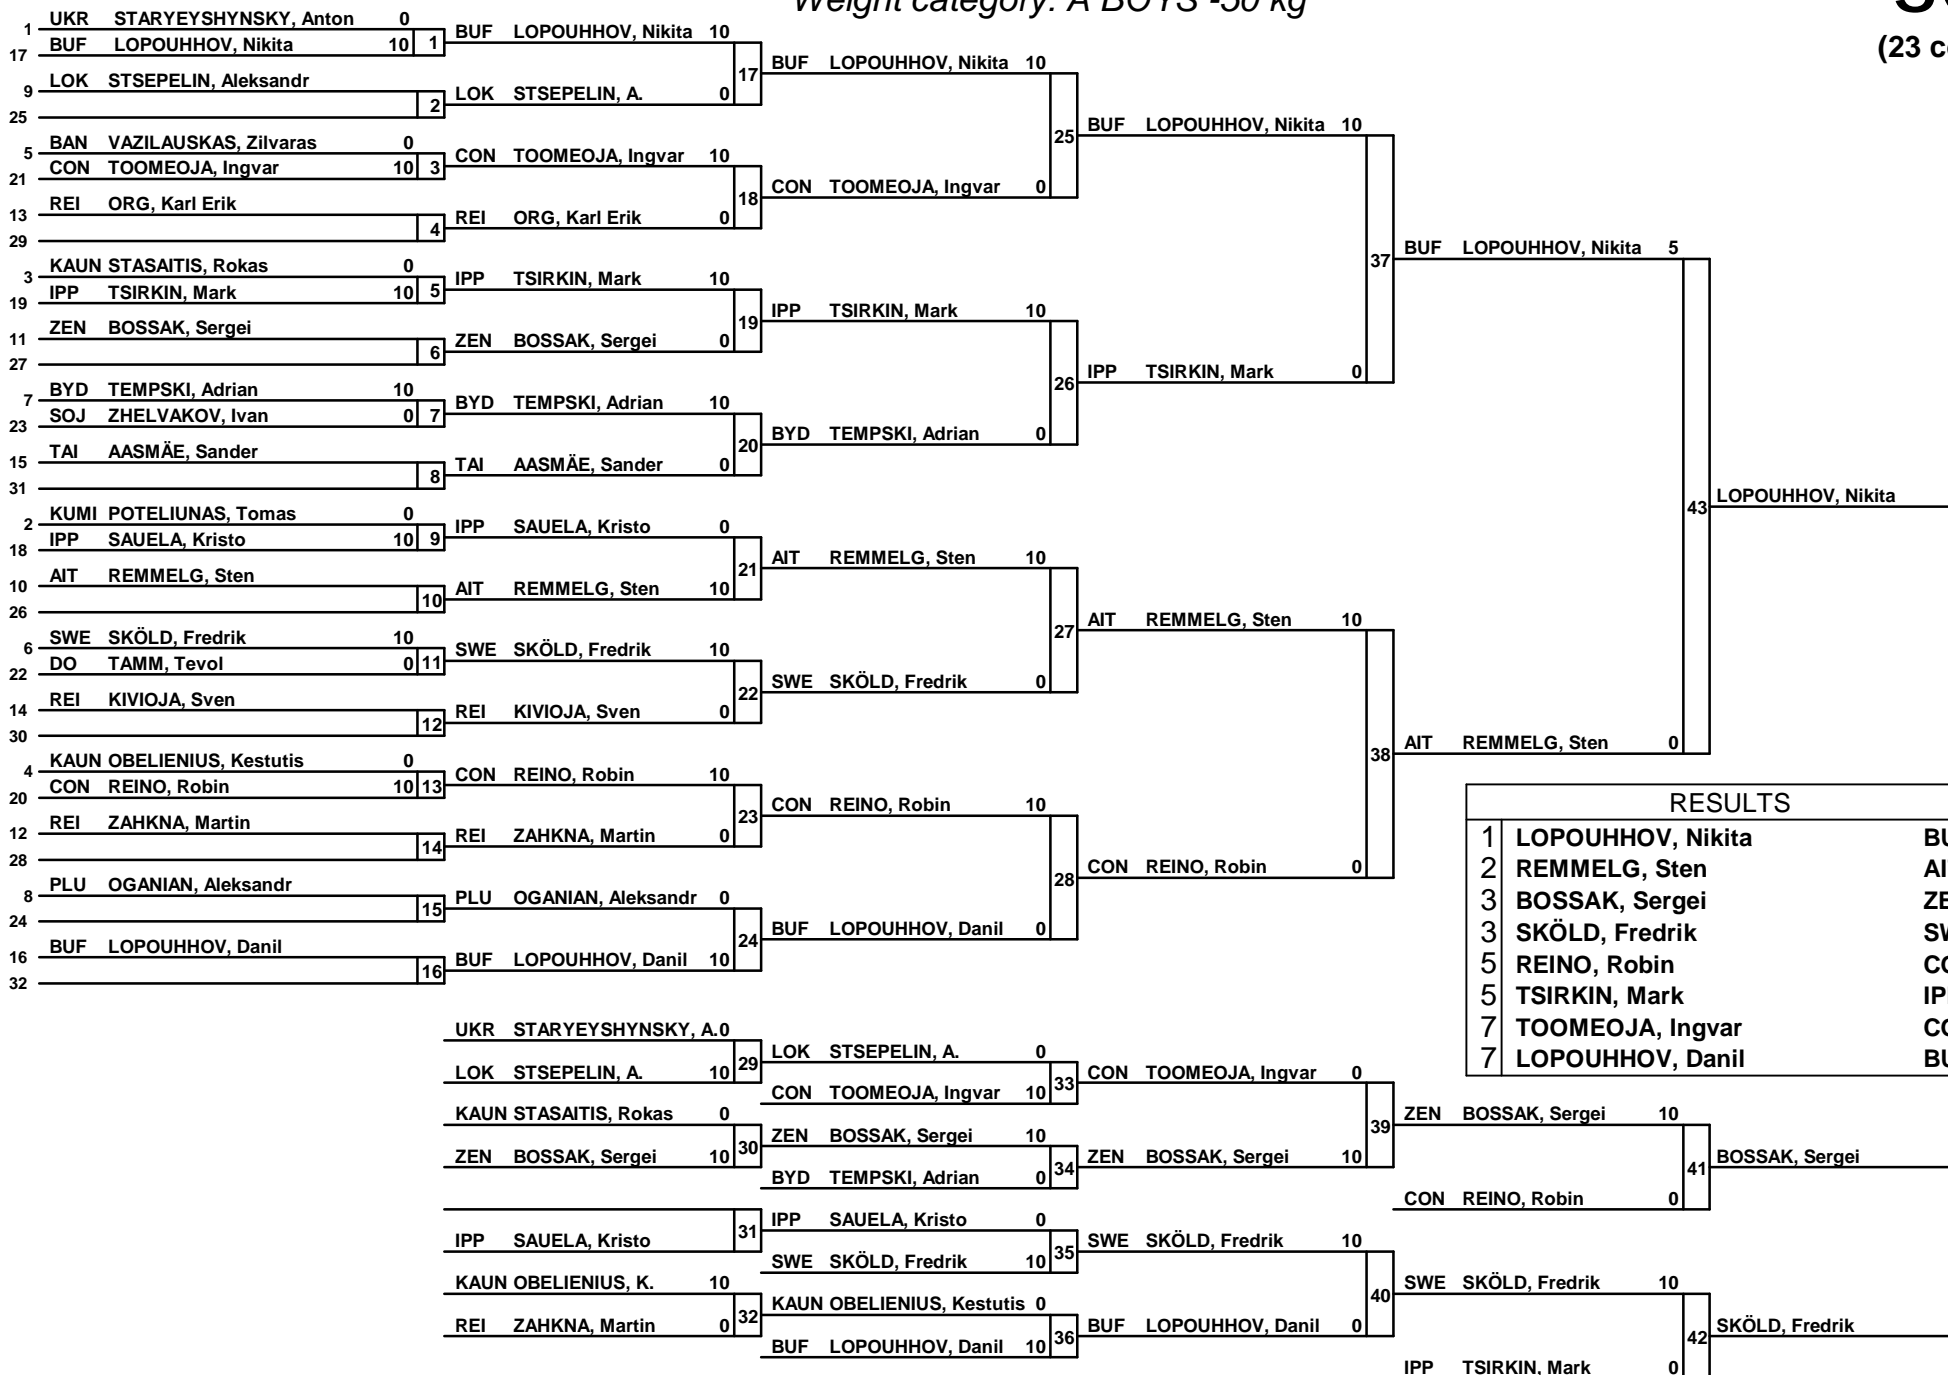 Weight category: A BOYS -50 kg
(23 c
1 UKR STARYEYSHYNSKY, Anton 0
17 BUF LOPOUHHOV, Nikita 10 1
9 LOK STSEPELIN, Aleksandr
25 2
5 BAN VAZILAUSKAS, Zilvaras 0
21 CON TOOMEOJA, Ingvar 10 3
13 REI ORG, Karl Erik
29 4
3 KAUN STASAITIS, Rokas 0
19 IPP TSIRKIN, Mark 10 5
11 ZEN BOSSAK, Sergei
27 6
7 BYD TEMPSKI, Adrian 10
23 SOJ ZHELVAKOV, Ivan 0 7
15 TAI AASMÄE, Sander
31 8
2 KUMI POTELIUNAS, Tomas 0
18 IPP SAUELA, Kristo 10 9
10 AIT REMMELG, Sten
26 10
6 SWE SKÖLD, Fredrik 10
22 DO TAMM, Tevol 0 11
14 REI KIVIOJA, Sven
30 12
4 KAUN OBELIENIUS, Kestutis 0
20 CON REINO, Robin 10 13
12 REI ZAHKNA, Martin
28 14
8 PLU OGANIAN, Aleksandr
24 15
16 BUF LOPOUHHOV, Danil
32 16
BUF LOPOUHHOV, Nikita 10
LOK STSEPELIN, A. 0 17
CON TOOMEOJA, Ingvar 10
REI ORG, Karl Erik 0 18
IPP TSIRKIN, Mark 10
ZEN BOSSAK, Sergei 0 19
BYD TEMPSKI, Adrian 10
TAI AASMÄE, Sander 0 20
IPP SAUELA, Kristo 0
AIT REMMELG, Sten 10 21
SWE SKÖLD, Fredrik 10
REI KIVIOJA, Sven 0 22
CON REINO, Robin 10
REI ZAHKNA, Martin 0 23
PLU OGANIAN, Aleksandr 0
BUF LOPOUHHOV, Danil 10 24
BUF LOPOUHHOV, Nikita 10
CON TOOMEOJA, Ingvar 0 25
IPP TSIRKIN, Mark 10
BYD TEMPSKI, Adrian 0 26
AIT REMMELG, Sten 10
SWE SKÖLD, Fredrik 0 27
CON REINO, Robin 10
BUF LOPOUHHOV, Danil 0 28
BUF LOPOUHHOV, Nikita 10
IPP TSIRKIN, Mark 0 37
AIT REMMELG, Sten 10
CON REINO, Robin 0 38
BUF LOPOUHHOV, Nikita 5
AIT REMMELG, Sten 0 43
LOPOUHHOV, Nikita
UKR STARYEYSHYNSKY, A. 0
LOK STSEPELIN, A. 10 29
KAUN STASAITIS, Rokas 0
ZEN BOSSAK, Sergei 10 30
31
IPP SAUELA, Kristo
KAUN OBELIENIUS, K. 10
REI ZAHKNA, Martin 0 32
LOK STSEPELIN, A. 0
CON TOOMEOJA, Ingvar 10 33
ZEN BOSSAK, Sergei 10
BYD TEMPSKI, Adrian 0 34
IPP SAUELA, Kristo 0
SWE SKÖLD, Fredrik 10 35
KAUN OBELIENIUS, Kestutis 0
BUF LOPOUHHOV, Danil 10 36
CON TOOMEOJA, Ingvar 0
ZEN BOSSAK, Sergei 10 39
SWE SKÖLD, Fredrik 10
BUF LOPOUHHOV, Danil 0 40
ZEN BOSSAK, Sergei 10
CON REINO, Robin 0 41
BOSSAK, Sergei
SWE SKÖLD, Fredrik 10
IPP TSIRKIN, Mark 0 42
SKÖLD, Fredrik
RESULTS
1 LOPOUHHOV, Nikita BU
2 REMMELG, Sten AI
3 BOSSAK, Sergei ZE
3 SKÖLD, Fredrik SW
5 REINO, Robin CO
5 TSIRKIN, Mark IP
7 TOOMEOJA, Ingvar CO
7 LOPOUHHOV, Danil BU